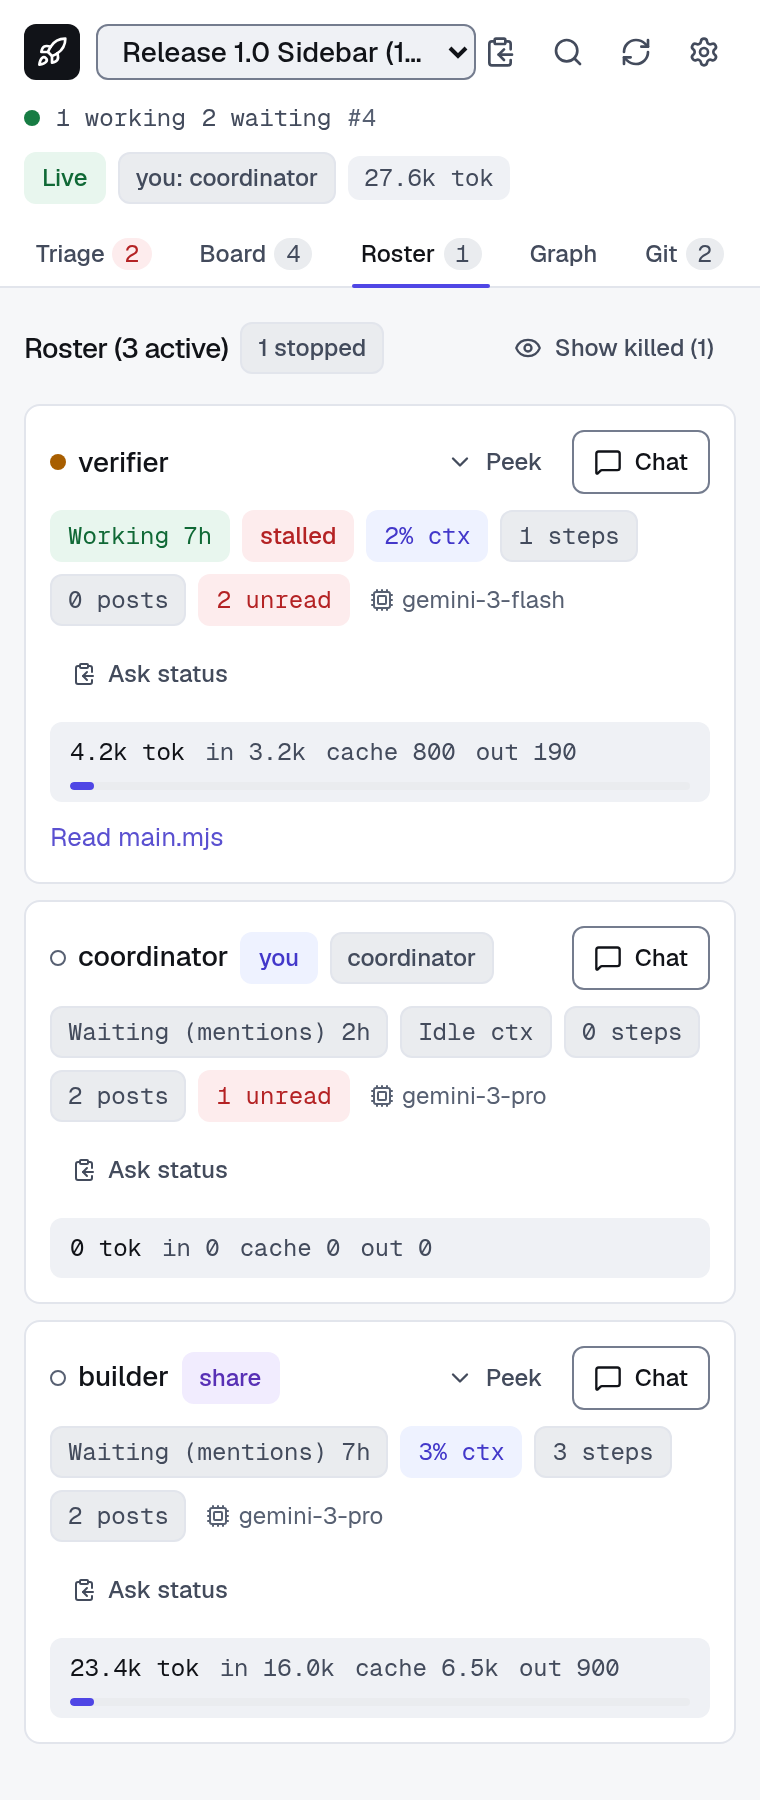 Release 1.0 Sidebar (1...
1 working 2 waiting #4
Live you: coordinator 27.6k tok
Triage 2 Board 4 Roster 1 Graph Git 2
Roster (3 active) 1 stopped Show killed (1)
verifier Peek Chat
Working 7h stalled 2% ctx 1 steps
0 posts 2 unread gemini-3-flash
Ask status
4.2k tok in 3.2k cache 800 out 190
Read main.mjs
coordinator you coordinator Chat
Waiting (mentions) 2h Idle ctx 0 steps
2 posts 1 unread gemini-3-pro
Ask status
0 tok in 0 cache 0 out 0
builder share Peek Chat
Waiting (mentions) 7h 3% ctx 3 steps
2 posts gemini-3-pro
Ask status
23.4k tok in 16.0k cache 6.5k out 900